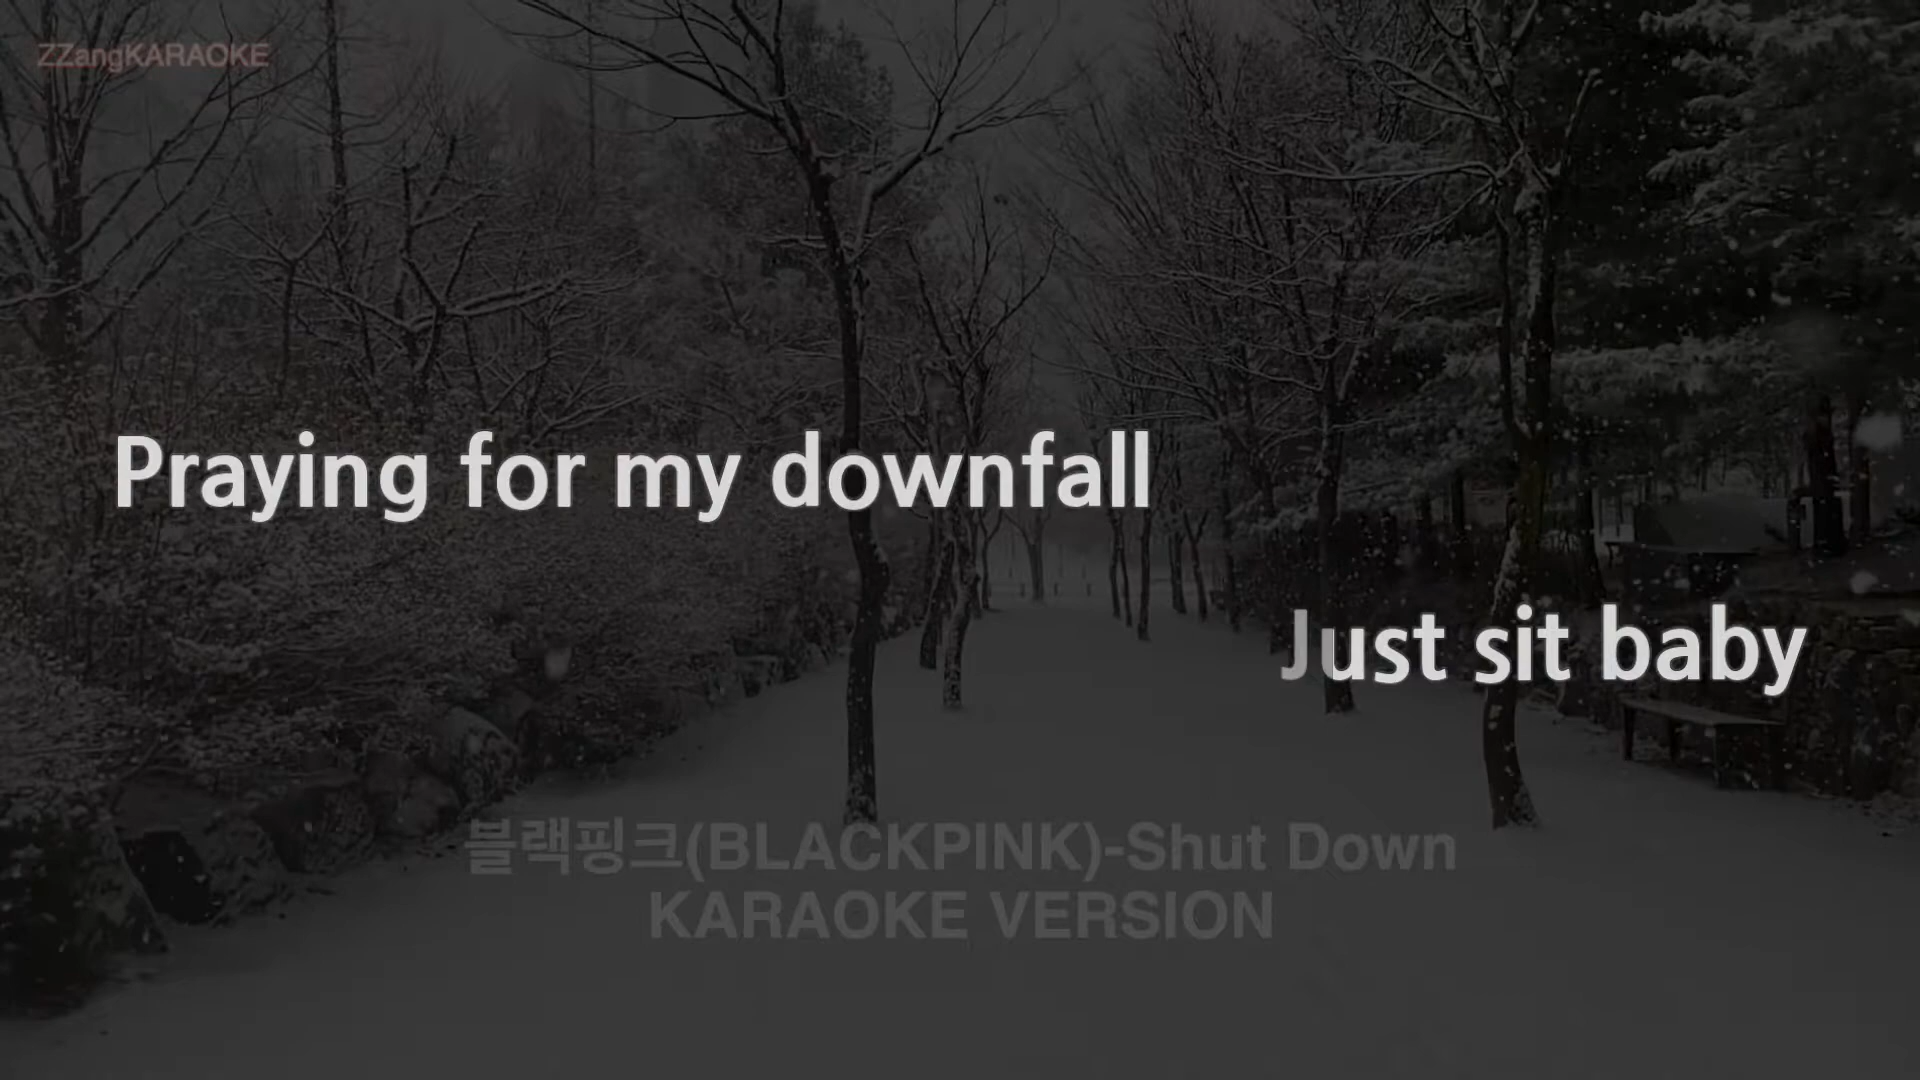 ZZangKARAOKE
Praying for my downfall
Just sit baby
블랙핑크(BLACKPINK)-Shut Down
KARAOKE VERSION